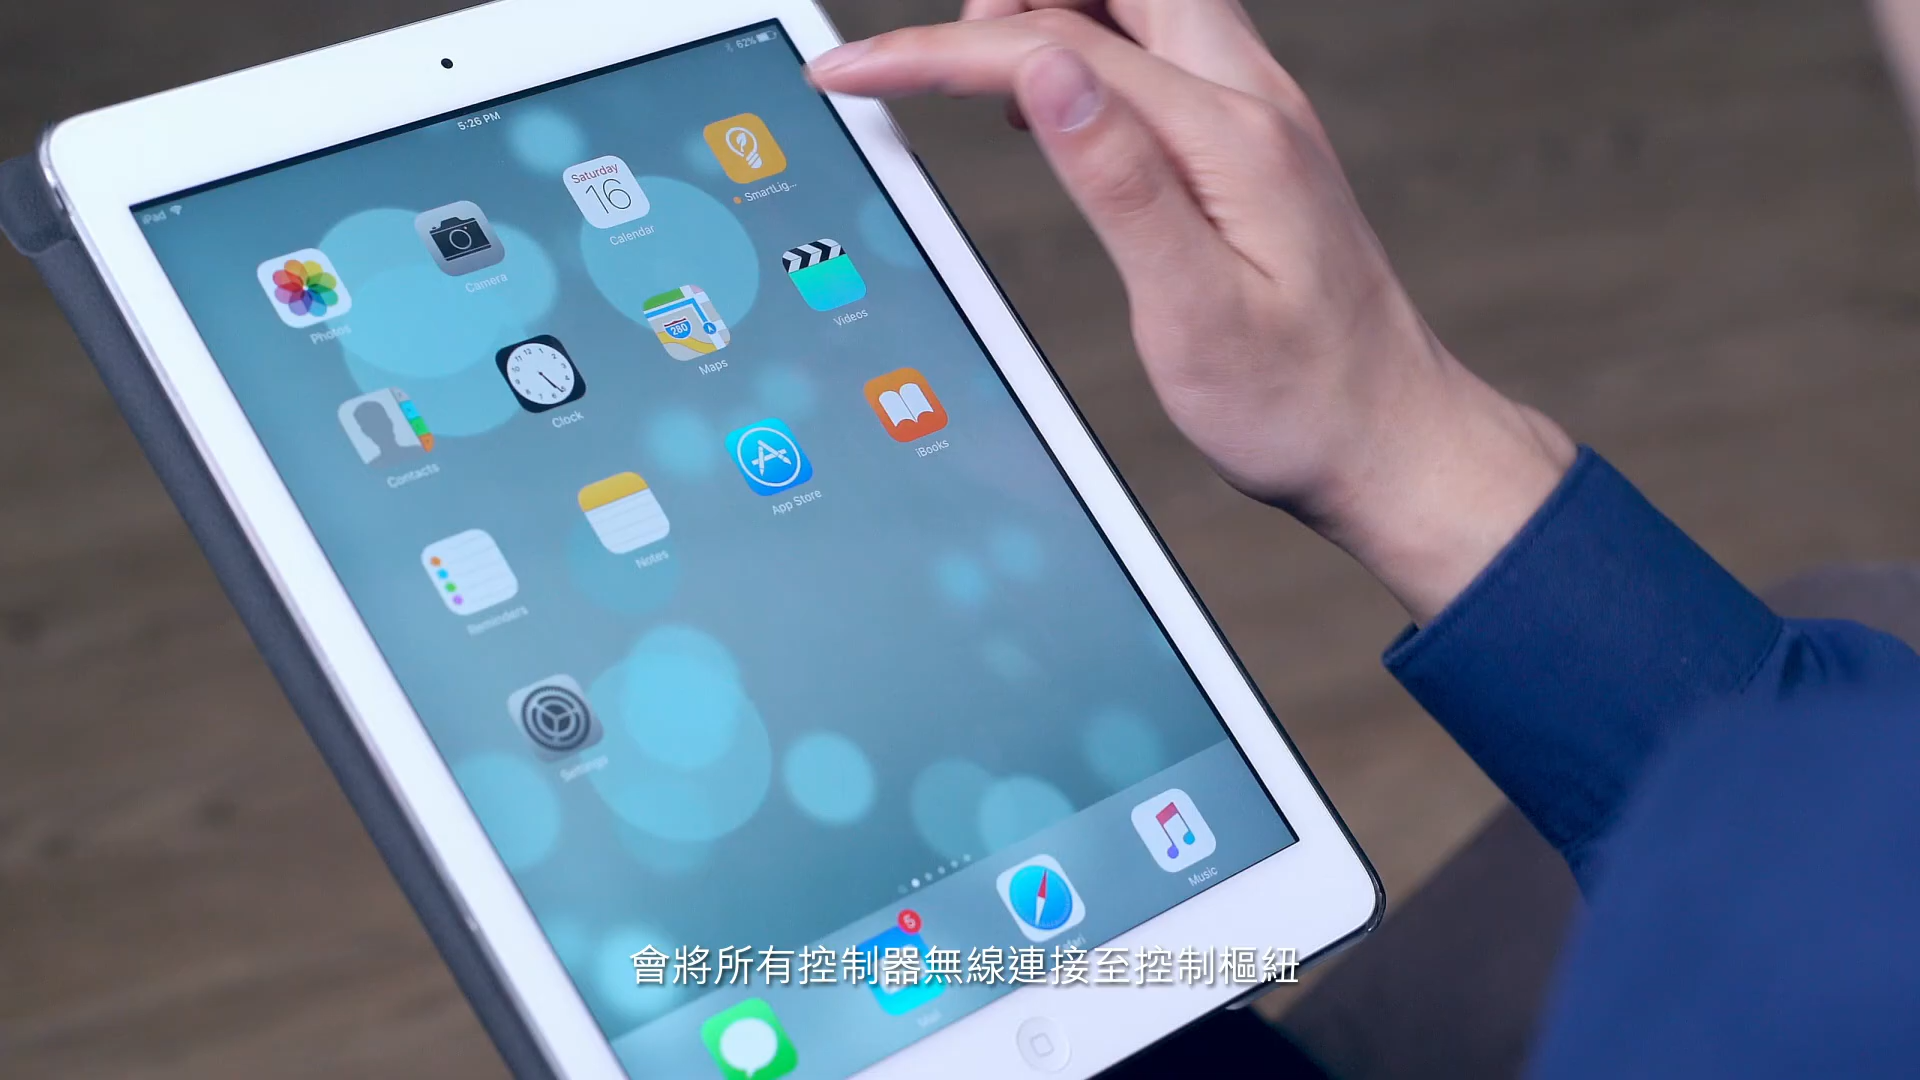 iPad
5:26 PM
62%
Photos
Camera
Saturday
16
Calendar
SmartLig...
Contacts
Clock
280
Maps
Videos
Reminders
Notes
App Store
iBooks
Settings
5
Mail
Music
會將所有控制器無線連接至控制樞紐